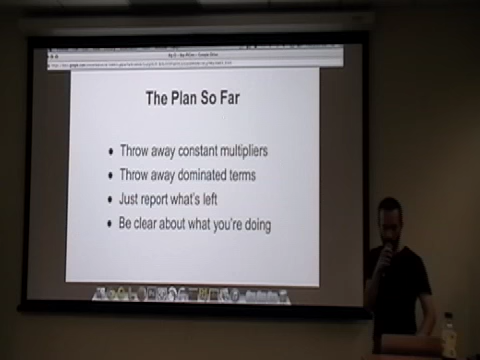 The Plan So Far
Throw away constant multipliers
Throw away dominated terms
Just report what's left
Be clear about what you're doing